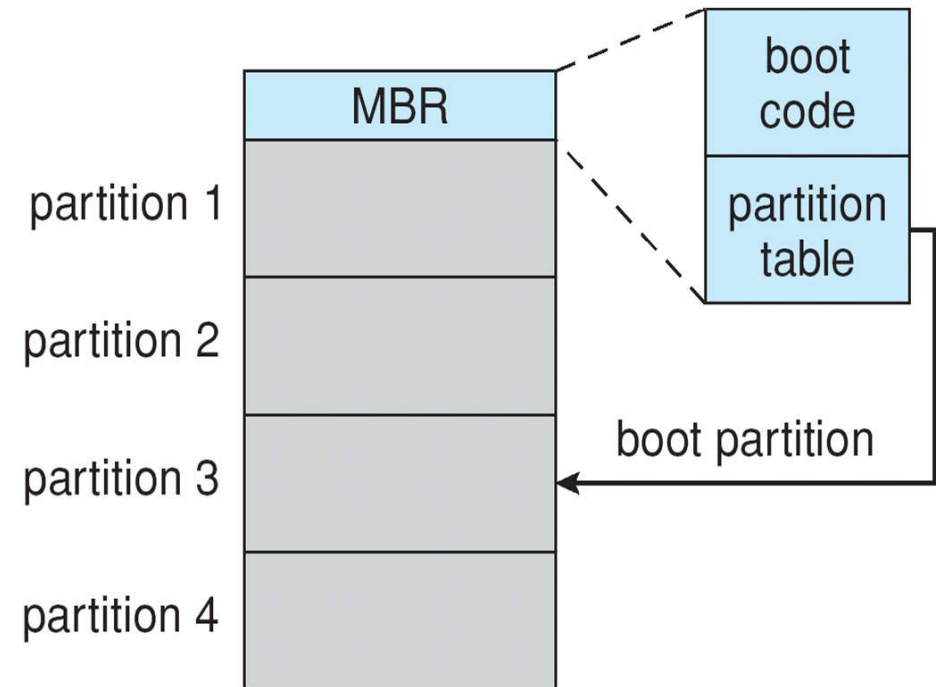 boot
code
MBR
partition 1
partition
table
partition 2
boot partition
partition 3
partition 4